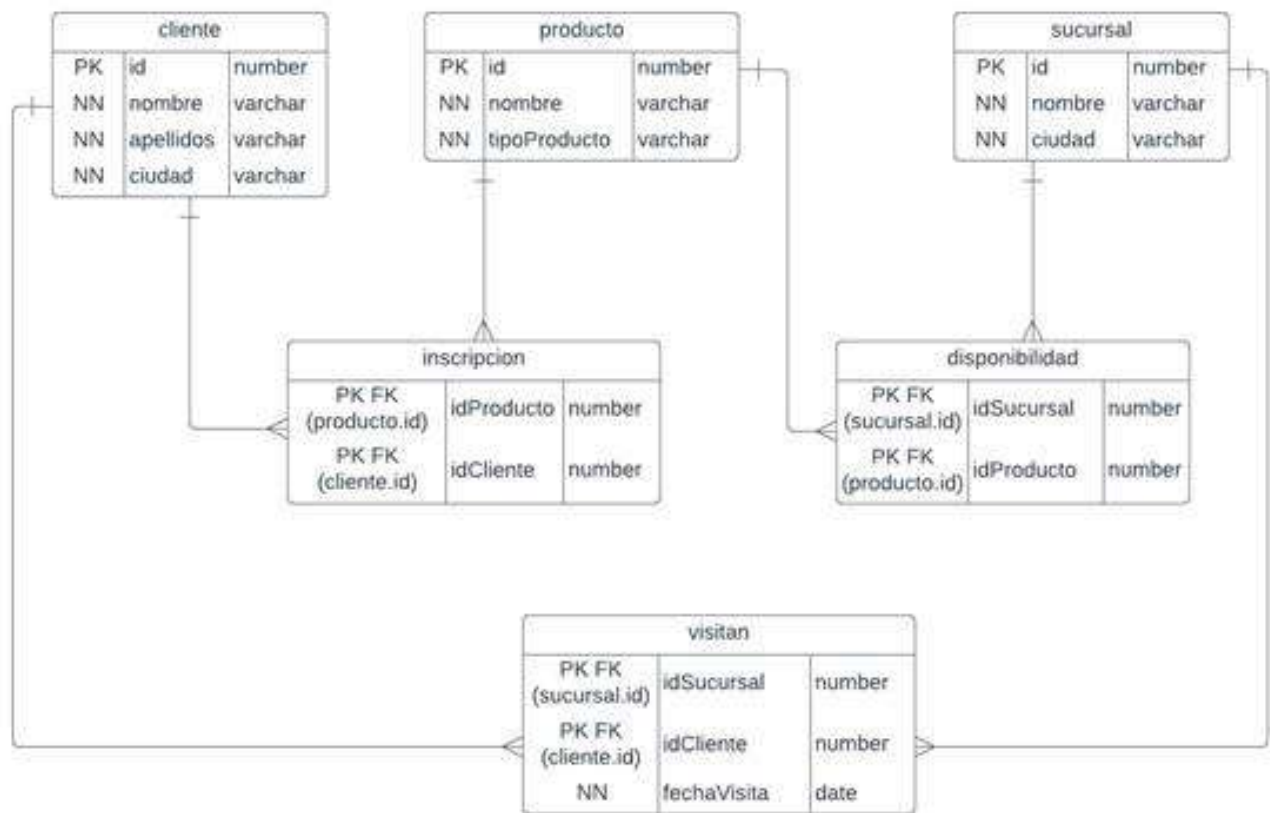 cliente
PK id number
NN nombre varchar
NN apellidos varchar
NN ciudad varchar
producto
PK id number
NN nombre varchar
NN tipoProducto varchar
sucursal
PK id number
NN nombre varchar
NN ciudad varchar
inscripcion
PK FK
(producto.id) idProducto number
PK FK
(cliente.id) idCliente number
disponibilidad
PK FK
(sucursal.id) idSucursal number
PK FK
(producto.id) idProducto number
visitan
PK FK
(sucursal.id) idSucursal number
PK FK
(cliente.id) idCliente number
NN fechaVisita date